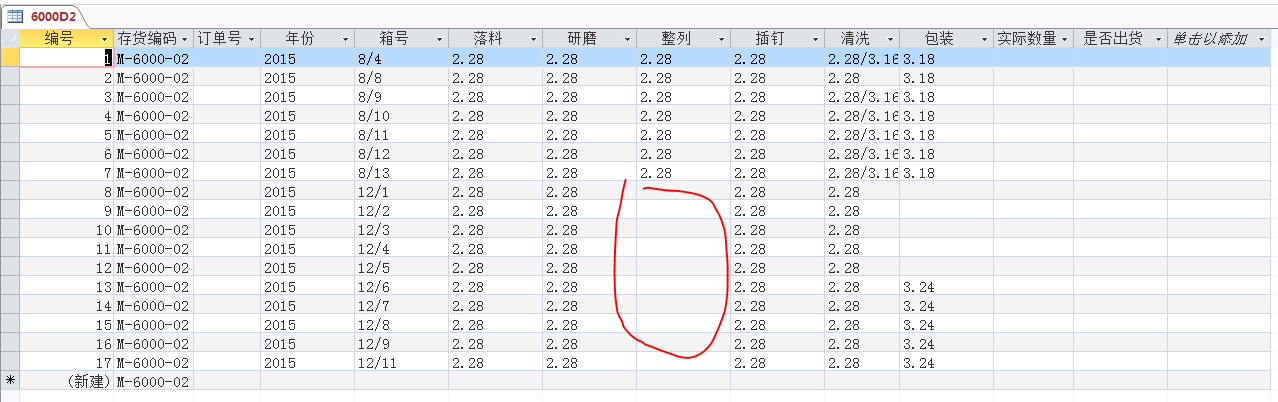 6000D2
编号 存货编码 订单号 年份 箱号 落料 研磨 整列 插钉 清洗 包装 实际数量 是否出货 单击以添加
1 M-6000-02 2015 8/4 2.28 2.28 2.28 2.28 2.28/3.16 3.18
2 M-6000-02 2015 8/8 2.28 2.28 2.28 2.28 2.28 3.18
3 M-6000-02 2015 8/9 2.28 2.28 2.28 2.28 2.28/3.16 3.18
4 M-6000-02 2015 8/10 2.28 2.28 2.28 2.28 2.28/3.16 3.18
5 M-6000-02 2015 8/11 2.28 2.28 2.28 2.28 2.28/3.16 3.18
6 M-6000-02 2015 8/12 2.28 2.28 2.28 2.28 2.28/3.16 3.18
7 M-6000-02 2015 8/13 2.28 2.28 2.28 2.28 2.28/3.16 3.18
8 M-6000-02 2015 12/1 2.28 2.28 2.28 2.28
9 M-6000-02 2015 12/2 2.28 2.28 2.28 2.28
10 M-6000-02 2015 12/3 2.28 2.28 2.28 2.28
11 M-6000-02 2015 12/4 2.28 2.28 2.28 2.28
12 M-6000-02 2015 12/5 2.28 2.28 2.28 2.28
13 M-6000-02 2015 12/6 2.28 2.28 2.28 2.28 3.24
14 M-6000-02 2015 12/7 2.28 2.28 2.28 2.28 3.24
15 M-6000-02 2015 12/8 2.28 2.28 2.28 2.28 3.24
16 M-6000-02 2015 12/9 2.28 2.28 2.28 2.28 3.24
17 M-6000-02 2015 12/11 2.28 2.28 2.28 2.28 3.24
(新建) M-6000-02